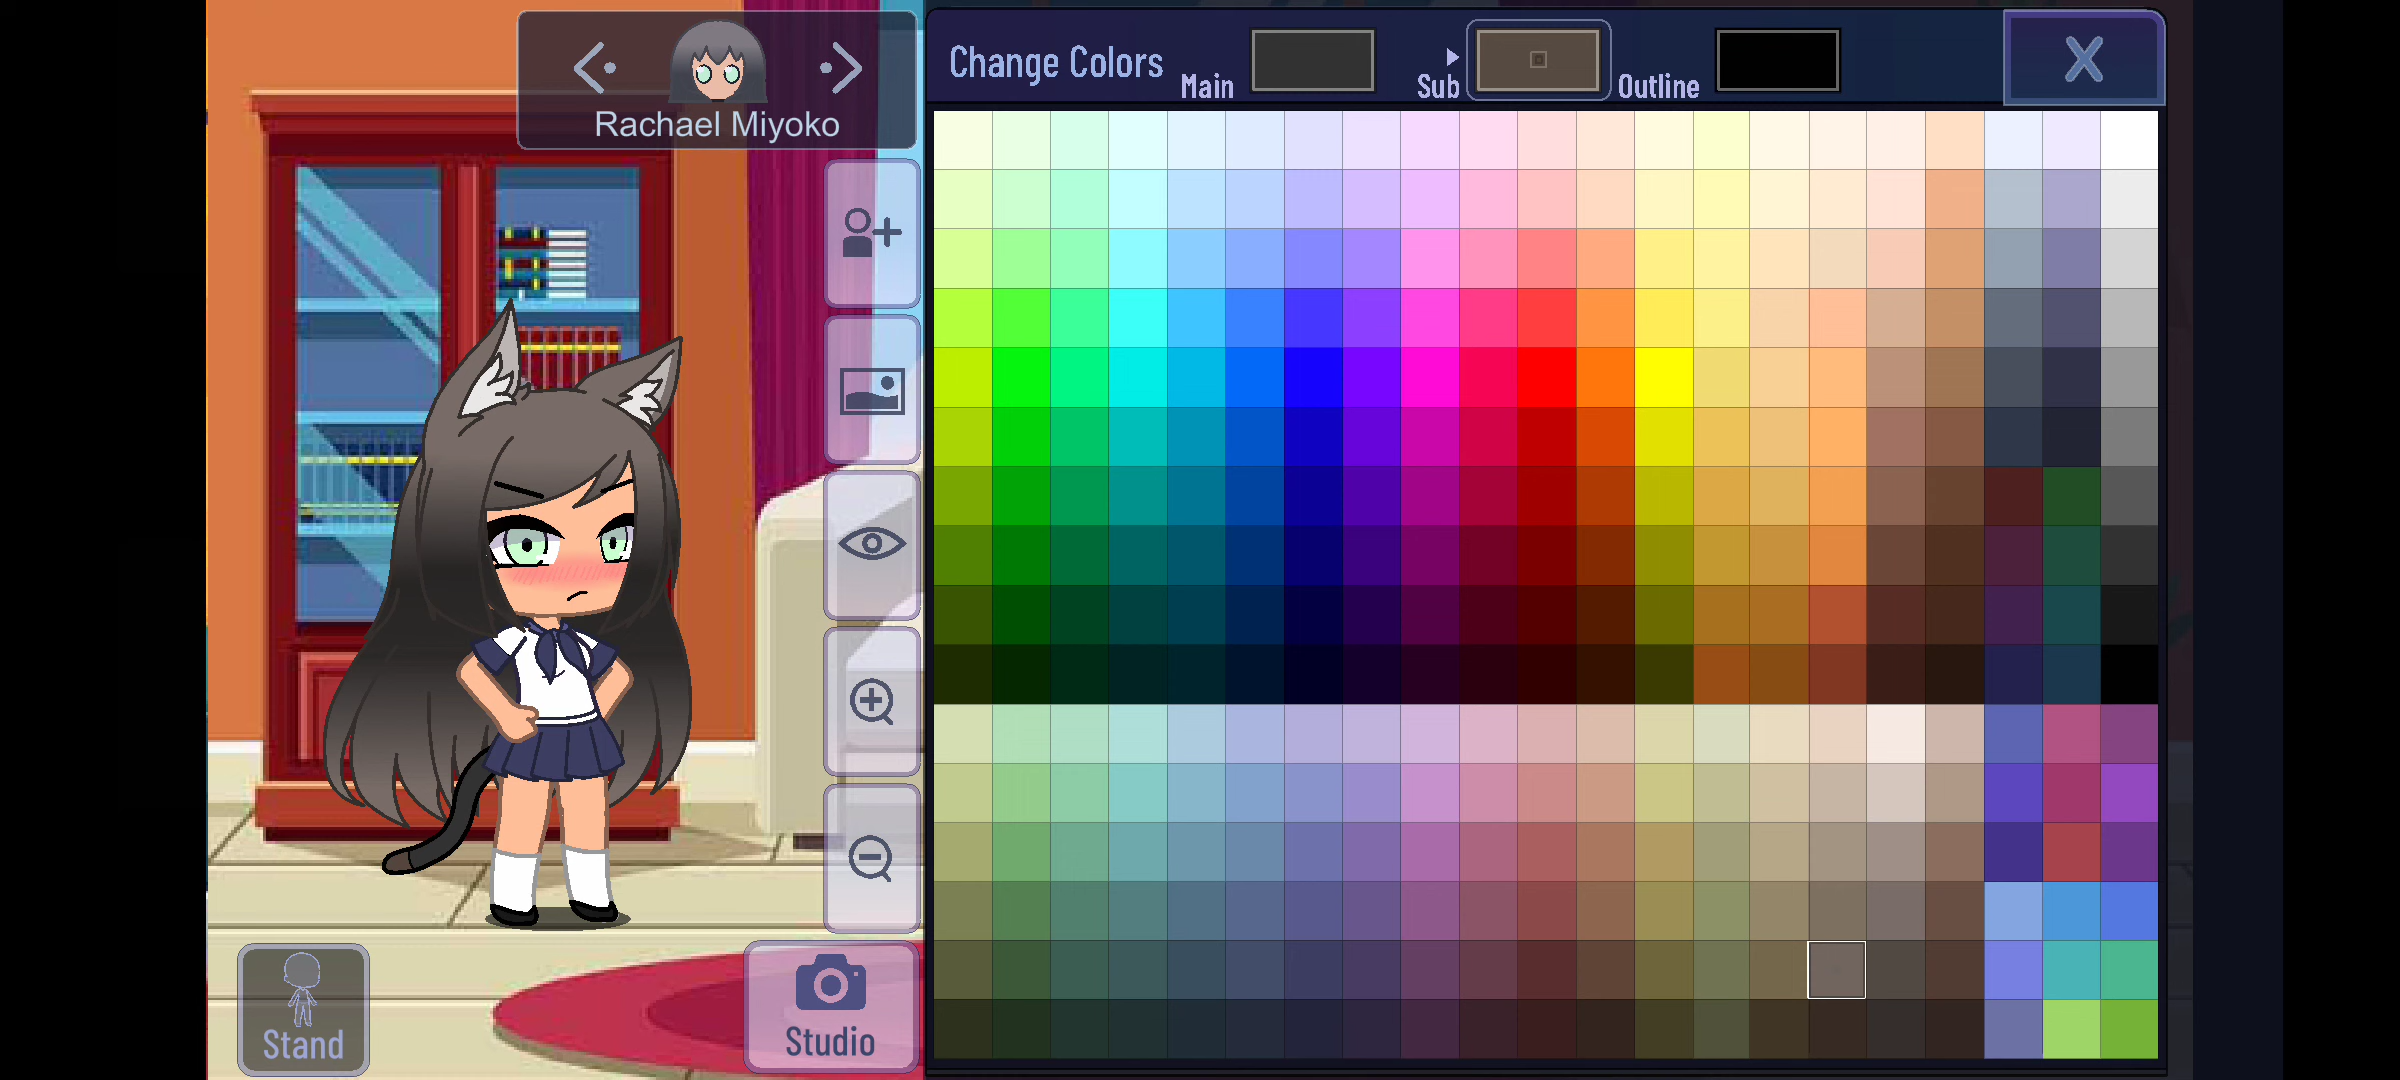 Rachael Miyoko
Change Colors
Main
Sub
Outline
X
Stand
Studio